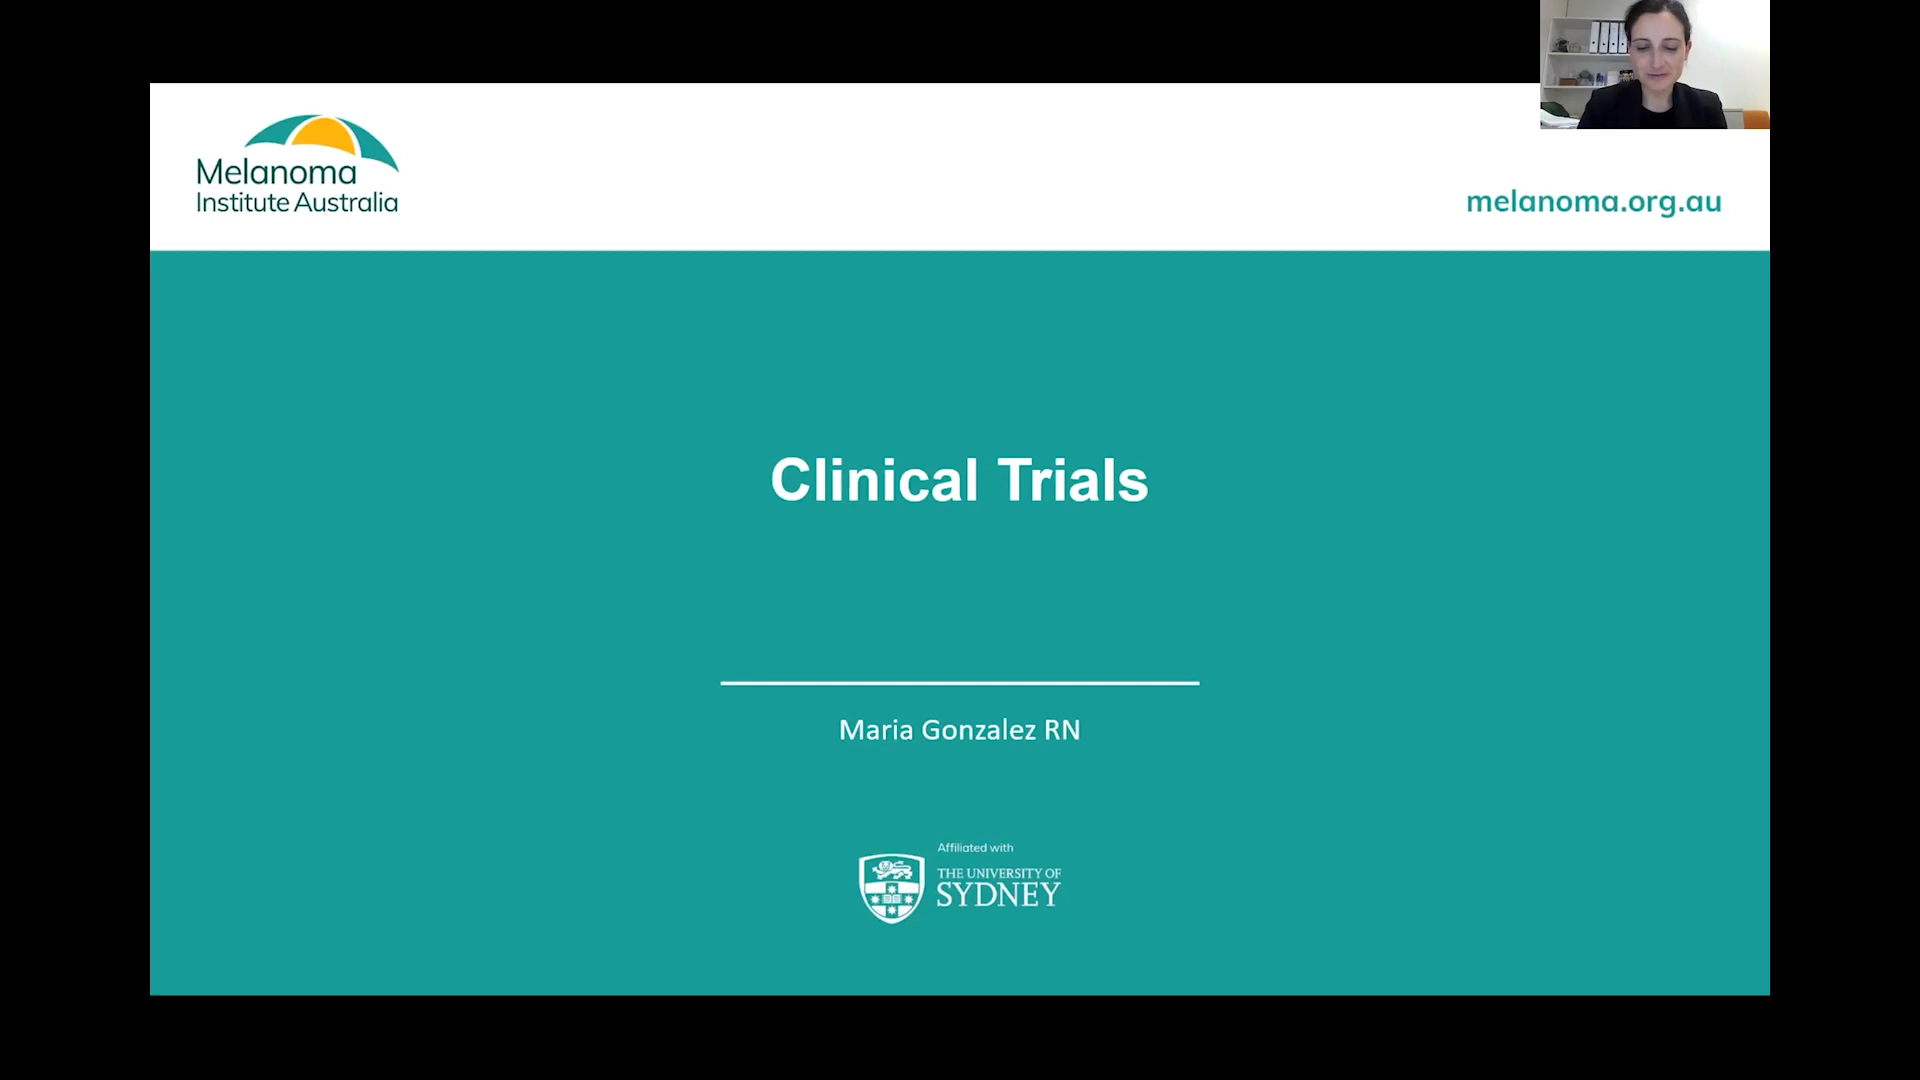 Melanoma
Institute Australia
melanoma.org.au
Clinical Trials
Maria Gonzalez RN
Affiliated with
THE UNIVERSITY OF
SYDNEY